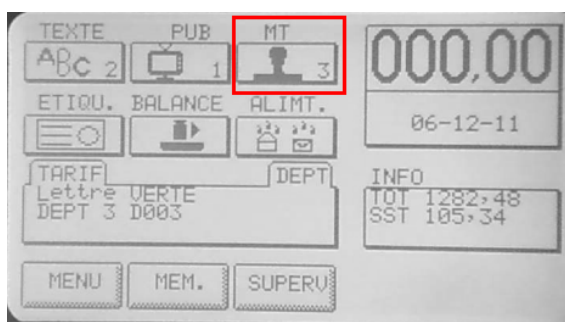 TEXTE PUB MT
ABC 2 1 3
000,00
ETIQU. BALANCE ALIMT.
06-12-11
TARIF DEPT
Lettre VERTE
DEPT 3 D003
INFO
TOT 1282,48
SST 105,34
MENU MEM. SUPERV